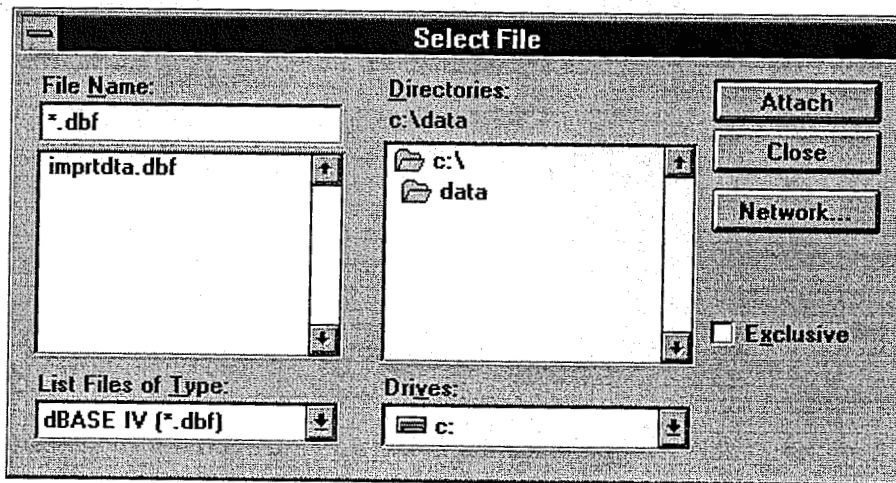 Select File
File Name:
*.dbf
imprtdta.dbf
List Files of Type:
dBASE IV (*.dbf)
Directories:
c:\data
c:\
data
Drives:
c:
Attach
Close
Network...
Exclusive